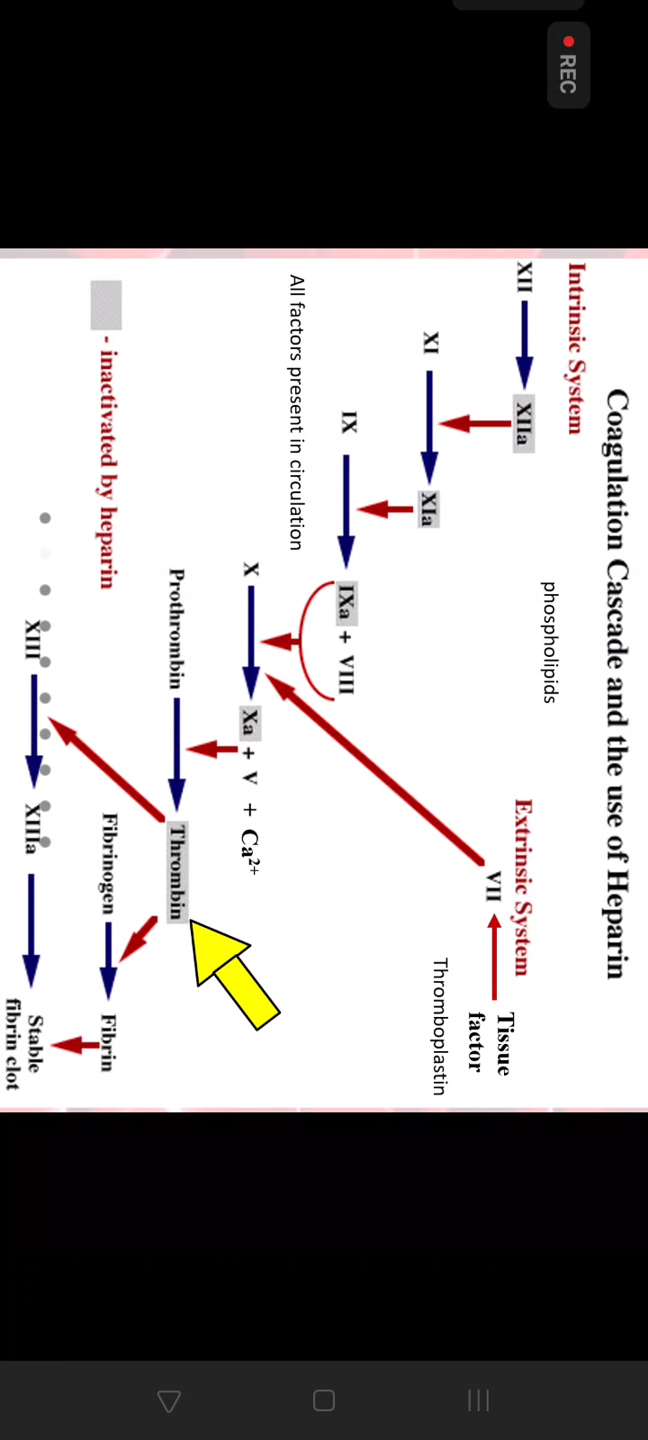 REC
Coagulation Cascade and the use of Heparin
Intrinsic System
phospholipids
Extrinsic System
XII XIIa
VII Tissue factor
XI XIa
Thromboplastin
IX IXa + VIII
All factors present in circulation
X Xa + V + Ca²⁺
Prothrombin Thrombin
- inactivated by heparin
Fibrinogen Fibrin
XIII XIIIa Stable
fibrin clot